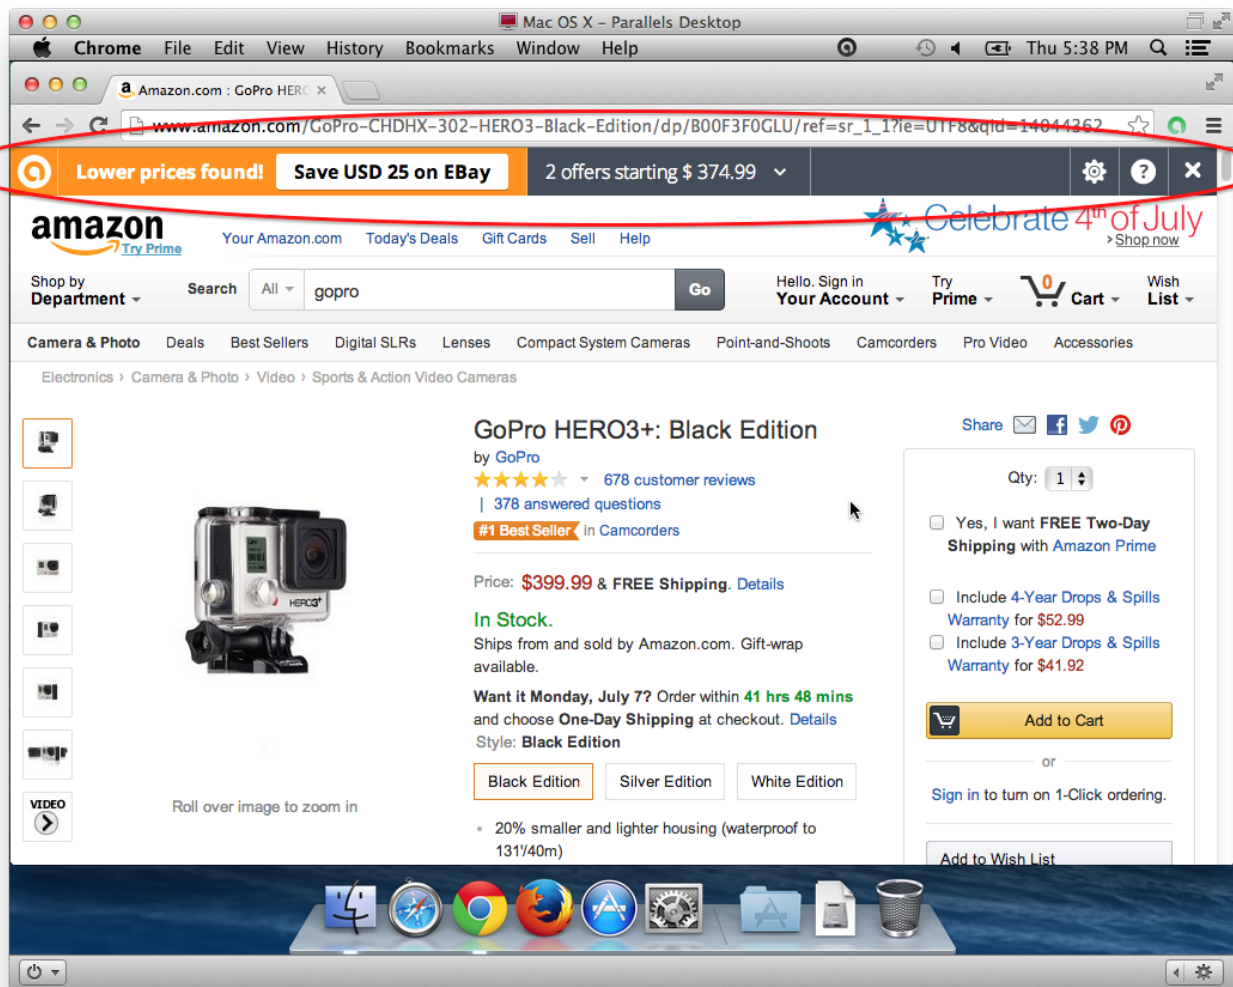 Mac OS X – Parallels Desktop
Chrome File Edit View History Bookmarks Window Help Thu 5:38 PM
Amazon.com : GoPro HERO
www.amazon.com/GoPro-CHDHX-302-HERO3-Black-Edition/dp/B00F3F0GLU/ref=sr_1_1?ie=UTF8&qid=14044362
Lower prices found! Save USD 25 on EBay 2 offers starting $ 374.99
amazon
Try Prime
Your Amazon.com Today's Deals Gift Cards Sell Help
Celebrate 4th of July
› Shop now
Shop by
Department
Search All gopro Go
Hello. Sign in
Your Account
Try
Prime
0
Cart
Wish
List
Camera & Photo Deals Best Sellers Digital SLRs Lenses Compact System Cameras Point-and-Shoots Camcorders Pro Video Accessories
Electronics › Camera & Photo › Video › Sports & Action Video Cameras
HERO3+
VIDEO
Roll over image to zoom in
GoPro HERO3+: Black Edition
by GoPro
678 customer reviews
| 378 answered questions
#1 Best Seller in Camcorders
Price: $399.99 & FREE Shipping. Details
In Stock.
Ships from and sold by Amazon.com. Gift-wrap
available.
Want it Monday, July 7? Order within 41 hrs 48 mins
and choose One-Day Shipping at checkout. Details
Style: Black Edition
Black Edition Silver Edition White Edition
• 20% smaller and lighter housing (waterproof to
131'/40m)
Share
Qty: 1
Yes, I want FREE Two-Day
Shipping with Amazon Prime
Include 4-Year Drops & Spills
Warranty for $52.99
Include 3-Year Drops & Spills
Warranty for $41.92
Add to Cart
or
Sign in to turn on 1-Click ordering.
Add to Wish List